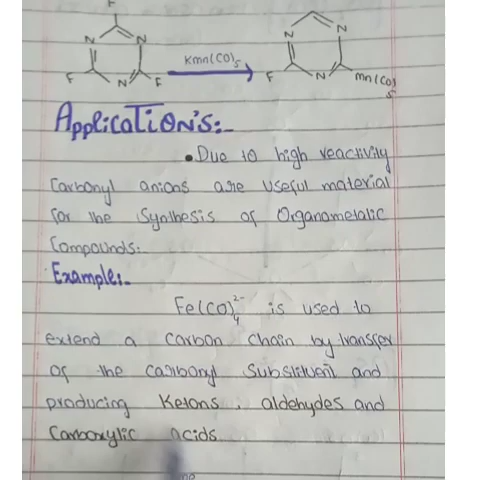 F
N N N
N KMn(CO)5 N
F N F F N Mn(CO)5
Applications:-
• Due to high reactivity
Carbonyl anions are useful material
for the Synthesis of Organometalic
Compounds:-
Example:-
Fe(CO)4 2- is used to
extend a carbon chain by transfer
of the carbonyl Substituent and
producing Ketons, aldehydes and
Carboxylic acids